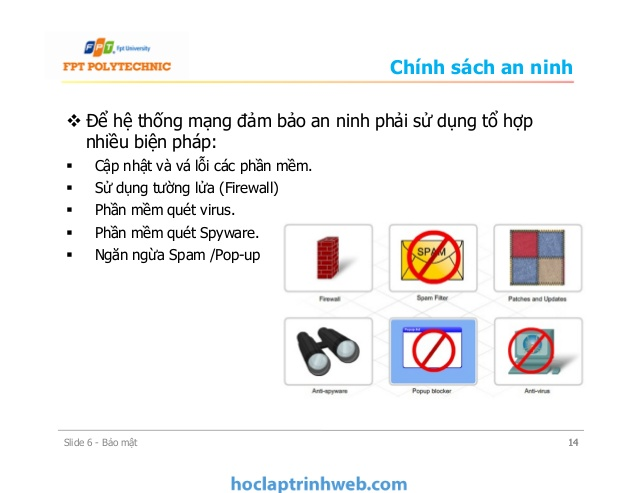 FPT Fpt University
FPT POLYTECHNIC
Chính sách an ninh
❖ Để hệ thống mạng đảm bảo an ninh phải sử dụng tổ hợp
nhiều biện pháp:
▪ Cập nhật và vá lỗi các phần mềm.
▪ Sử dụng tường lửa (Firewall)
▪ Phần mềm quét virus.
▪ Phần mềm quét Spyware.
▪ Ngăn ngừa Spam /Pop-up
SPAM
Firewall
Spam Filter
Patches and Updates
Anti-spyware
Popup blocker
Anti-virus
Slide 6 - Bảo mật
14
hoclaptrinhweb.com